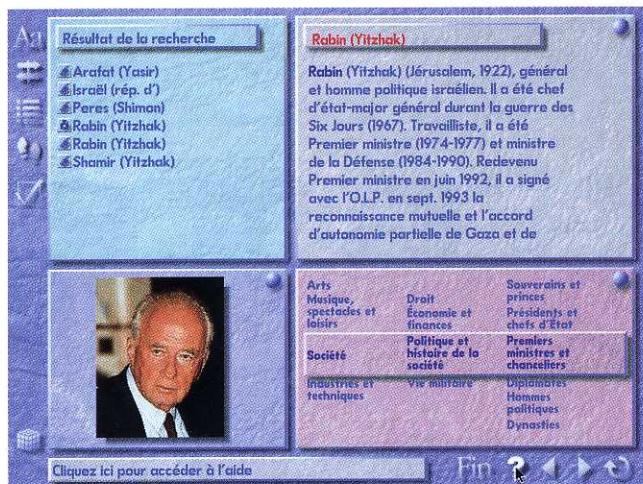 Aa
Résultat de la recherche
Arafat (Yasir)
Israël (rép. d')
Peres (Shimon)
Rabin (Yitzhak)
Rabin (Yitzhak)
Shamir (Yitzhak)
Rabin (Yitzhak)
Rabin (Yitzhak) (Jérusalem, 1922), général
et homme politique israélien. Il a été chef
d'état-major général durant la guerre des
Six Jours (1967). Travailliste, il a été
Premier ministre (1974-1977) et ministre
de la Défense (1984-1990). Redevenu
Premier ministre en juin 1992, il a signé
avec l'O.L.P. en sept. 1993 la
reconnaissance mutuelle et l'accord
d'autonomie partielle de Gaza et de
Arts
Musique,
spectacles et
loisirs
Société
Industries et
techniques
Droit
Économie et
finances
Politique et
histoire de la
société
Vie militaire
Souverains et
princes
Présidents et
chefs d'État
Premiers
ministres et
chanceliers
Diplomates
Hommes
politiques
Dynasties
Cliquez ici pour accéder à l'aide
Fin ?